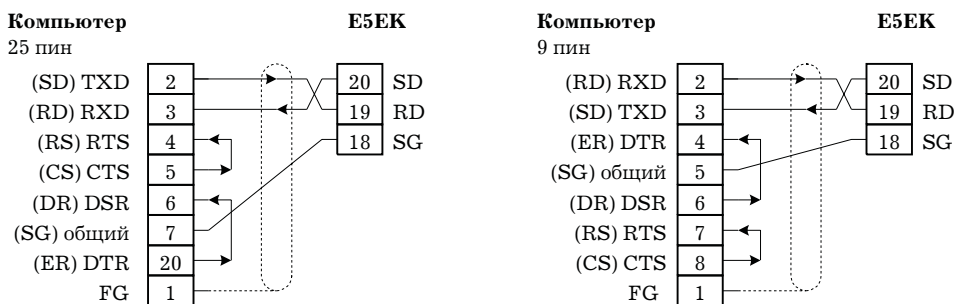 Компьютер E5EK
25 пин
(SD) TXD 2 20 SD
(RD) RXD 3 19 RD
(RS) RTS 4 18 SG
(CS) CTS 5
(DR) DSR 6
(SG) общий 7
(ER) DTR 20
FG 1
Компьютер E5EK
9 пин
(RD) RXD 2 20 SD
(SD) TXD 3 19 RD
(ER) DTR 4 18 SG
(SG) общий 5
(DR) DSR 6
(RS) RTS 7
(CS) CTS 8
FG 1